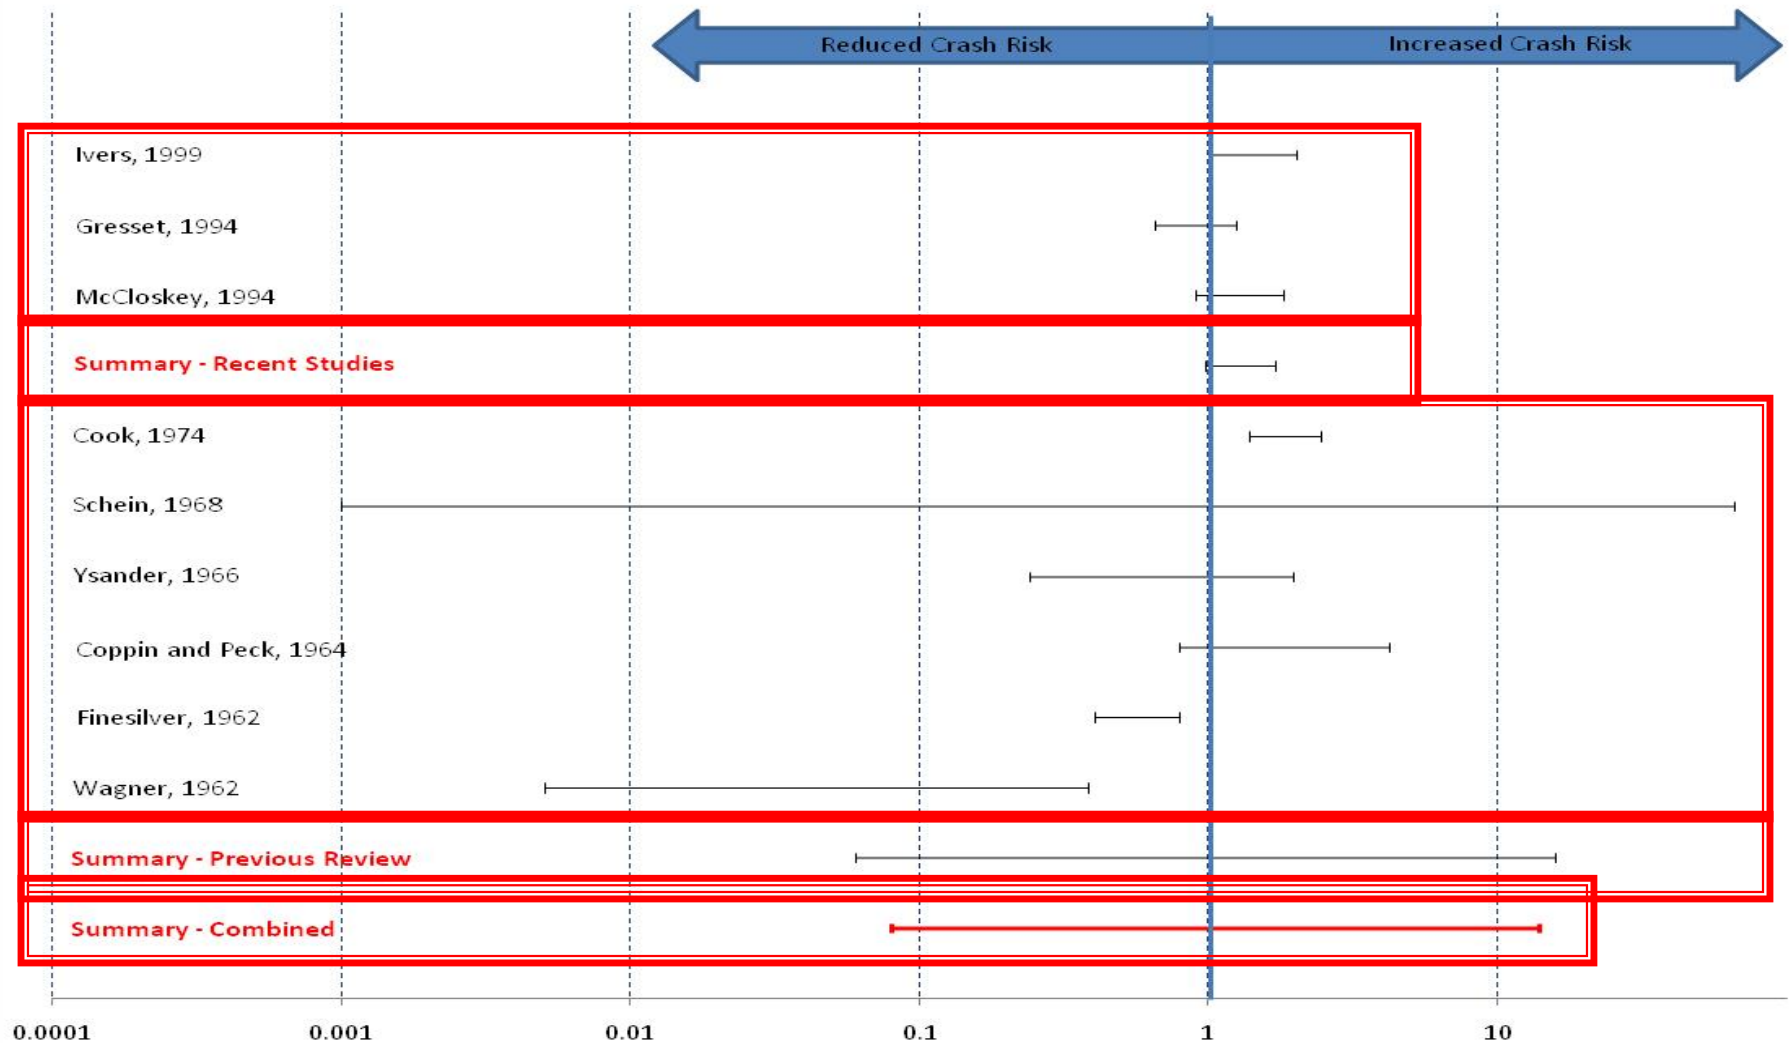 Reduced Crash Risk
Increased Crash Risk
Ivers, 1999
Gresset, 1994
McCloskey, 1994
Summary - Recent Studies
Cook, 1974
Schein, 1968
Ysander, 1966
Coppin and Peck, 1964
Finesilver, 1962
Wagner, 1962
Summary - Previous Review
Summary - Combined
0.0001 0.001 0.01 0.1 1 10